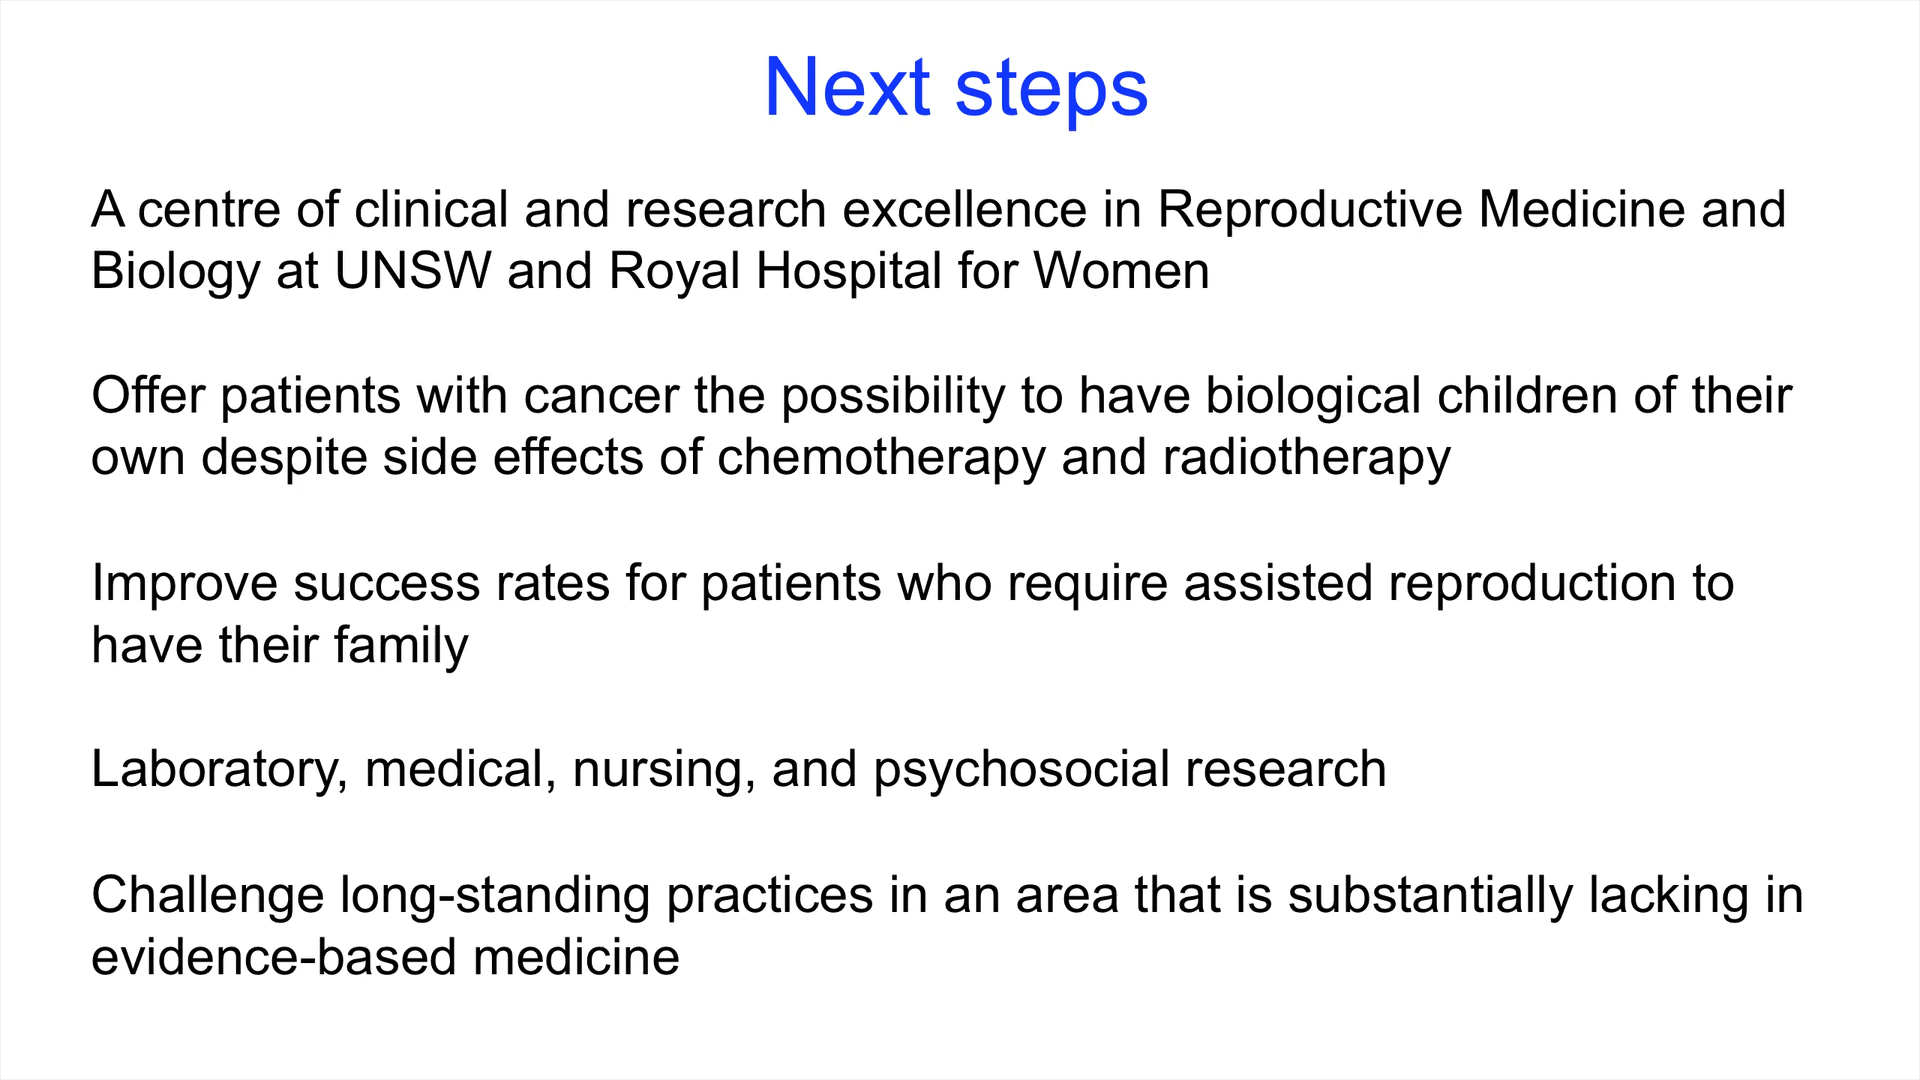 Next steps
A centre of clinical and research excellence in Reproductive Medicine and
Biology at UNSW and Royal Hospital for Women
Offer patients with cancer the possibility to have biological children of their
own despite side effects of chemotherapy and radiotherapy
Improve success rates for patients who require assisted reproduction to
have their family
Laboratory, medical, nursing, and psychosocial research
Challenge long-standing practices in an area that is substantially lacking in
evidence-based medicine